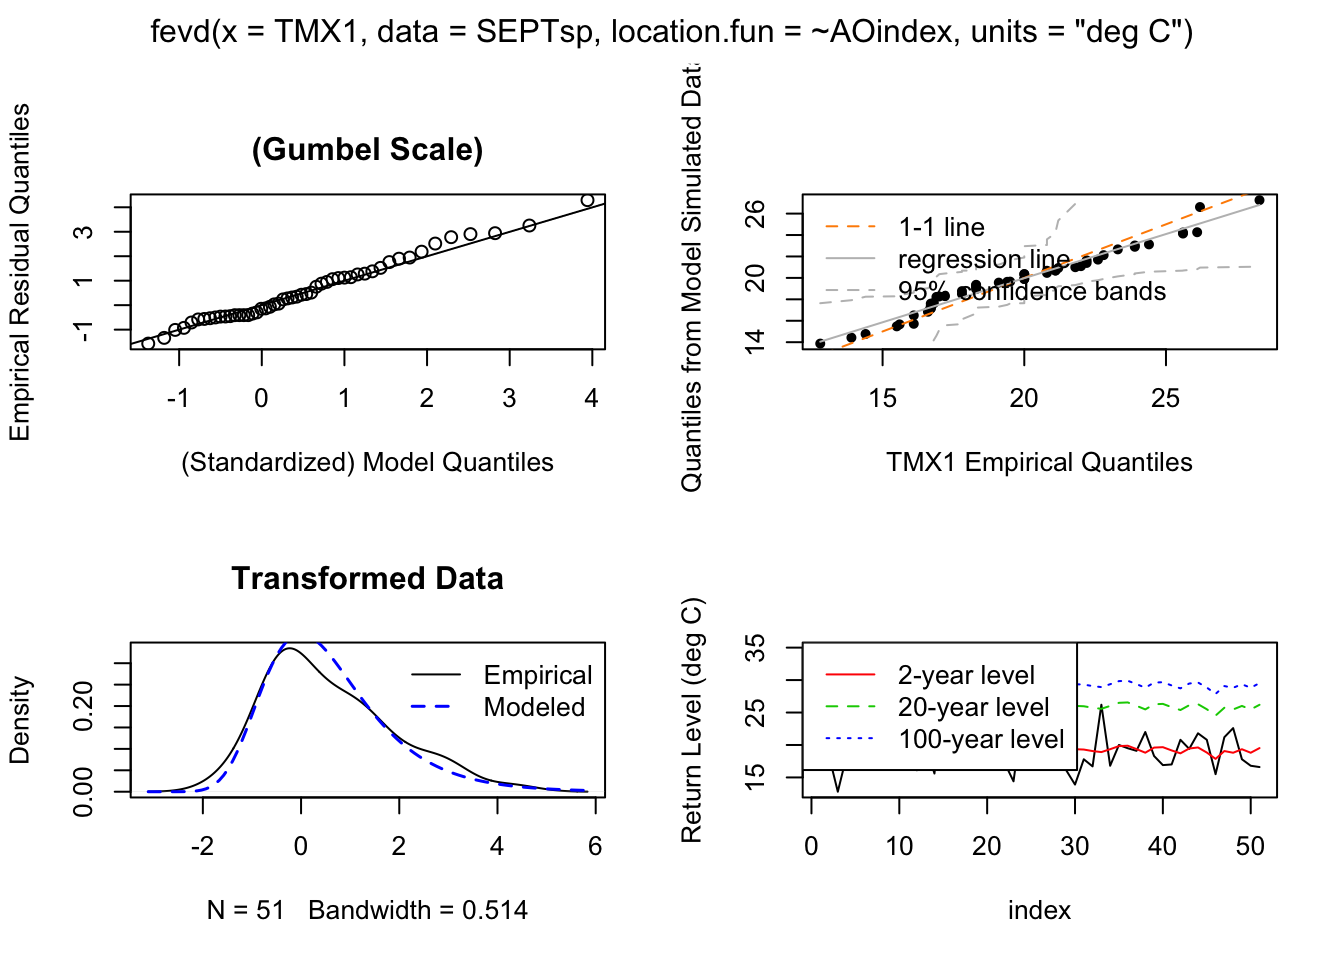 fevd(x = TMX1, data = SEPTsp, location.fun = ~AOindex, units = "deg C")
(Gumbel Scale)
Empirical Residual Quantiles
3
1
-1
-1 0 1 2 3 4
(Standardized) Model Quantiles
Quantiles from Model Simulated Dat
1-1 line
regression line
95% confidence bands
26
20
14
15 20 25
TMX1 Empirical Quantiles
Transformed Data
Density
0.20
0.00
Empirical
Modeled
-2 0 2 4 6
N = 51 Bandwidth = 0.514
Return Level (deg C)
35
25
15
2-year level
20-year level
100-year level
0 10 20 30 40 50
index